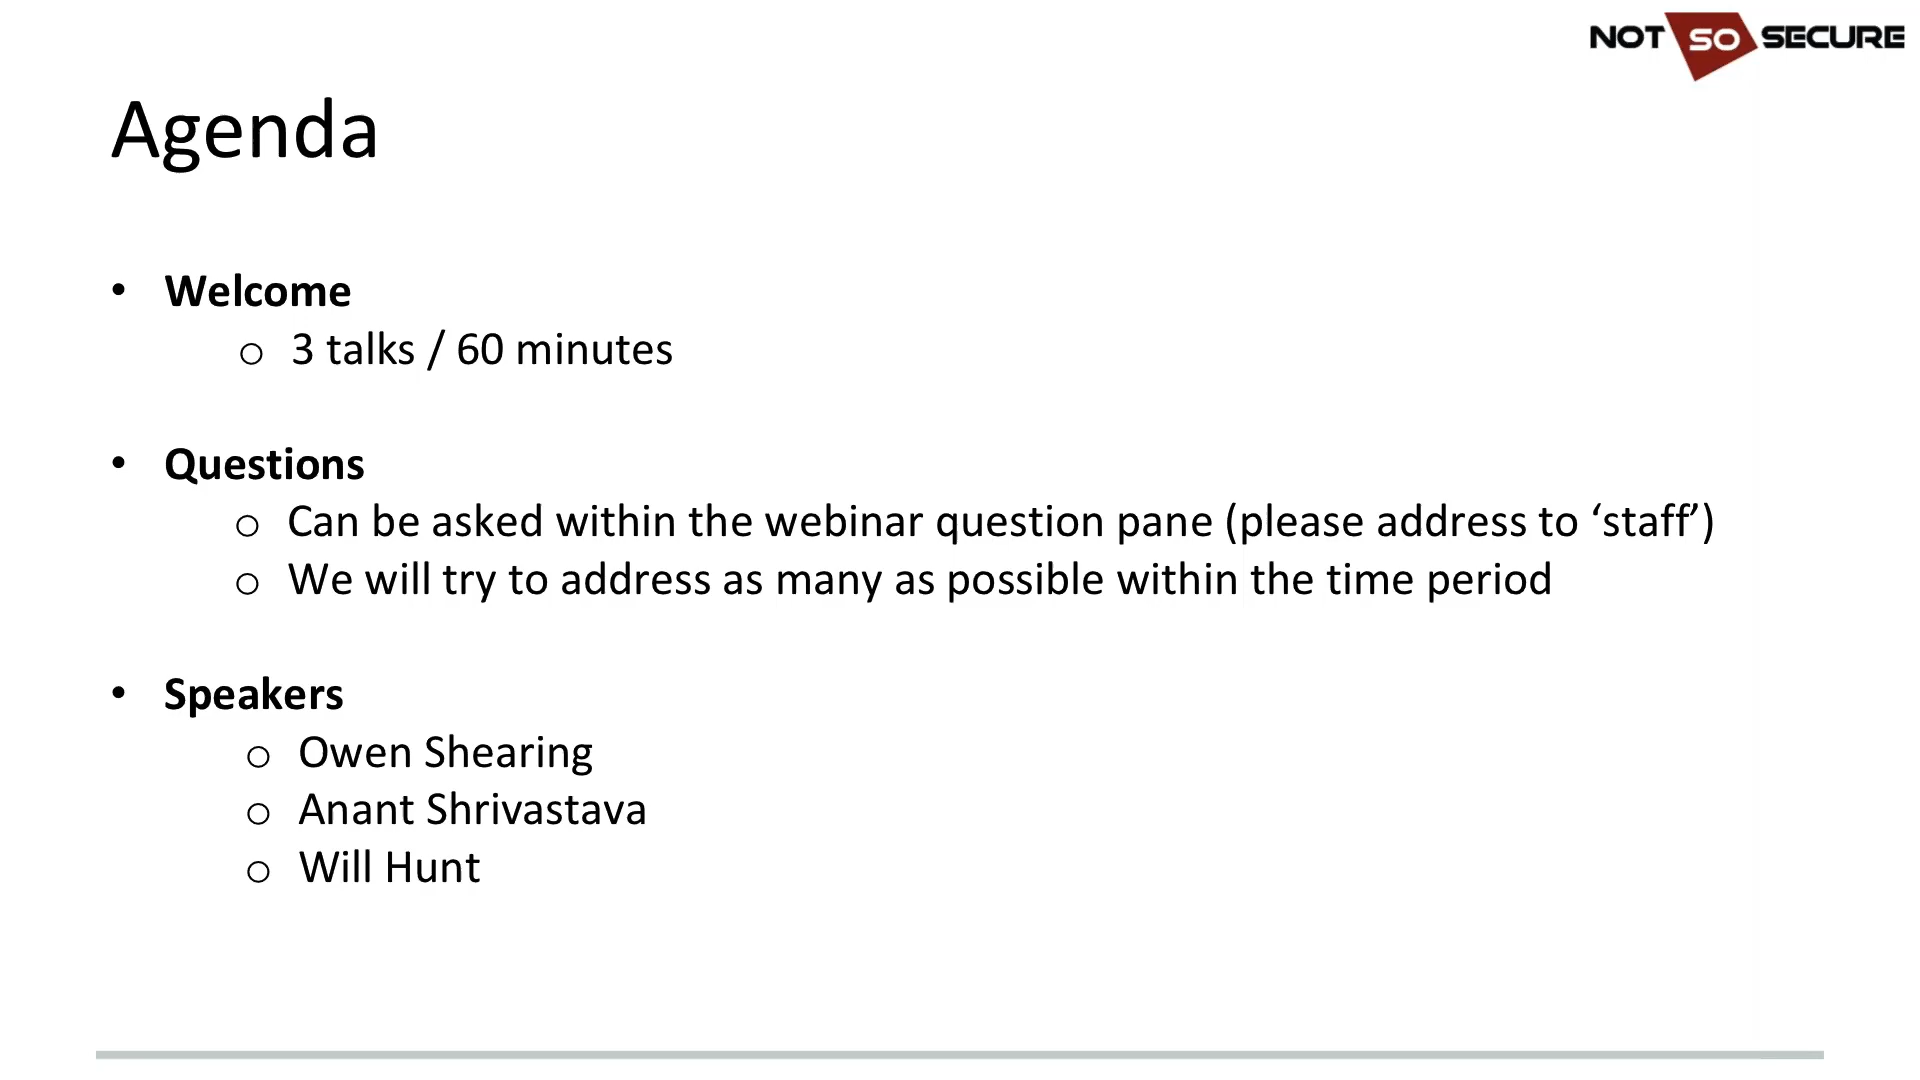 NOT SO SECURE
Agenda
• Welcome
o 3 talks / 60 minutes
• Questions
o Can be asked within the webinar question pane (please address to ‘staff’)
o We will try to address as many as possible within the time period
• Speakers
o Owen Shearing
o Anant Shrivastava
o Will Hunt